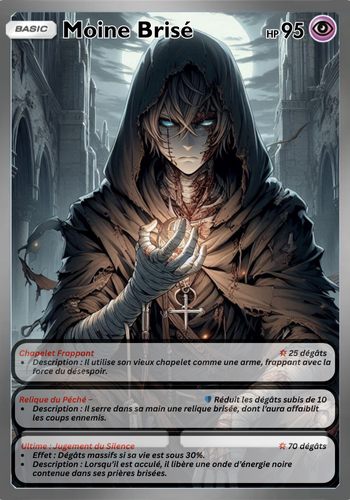 BASIC Moine Brisé HP 95
Chapelet Frappant 💥 25 dégâts
• Description : Il utilise son vieux chapelet comme une arme, frappant avec la
force du désespoir.
Relique du Péché – 🛡️ Réduit les dégâts subis de 10
• Description : Il serre dans sa main une relique brisée, dont l'aura affaiblit
les coups ennemis.
Ultime : Jugement du Silence 💥 70 dégâts
• Effet : Dégâts massifs si sa vie est sous 30%.
• Description : Lorsqu'il est acculé, il libère une onde d'énergie noire
contenue dans ses prières brisées.